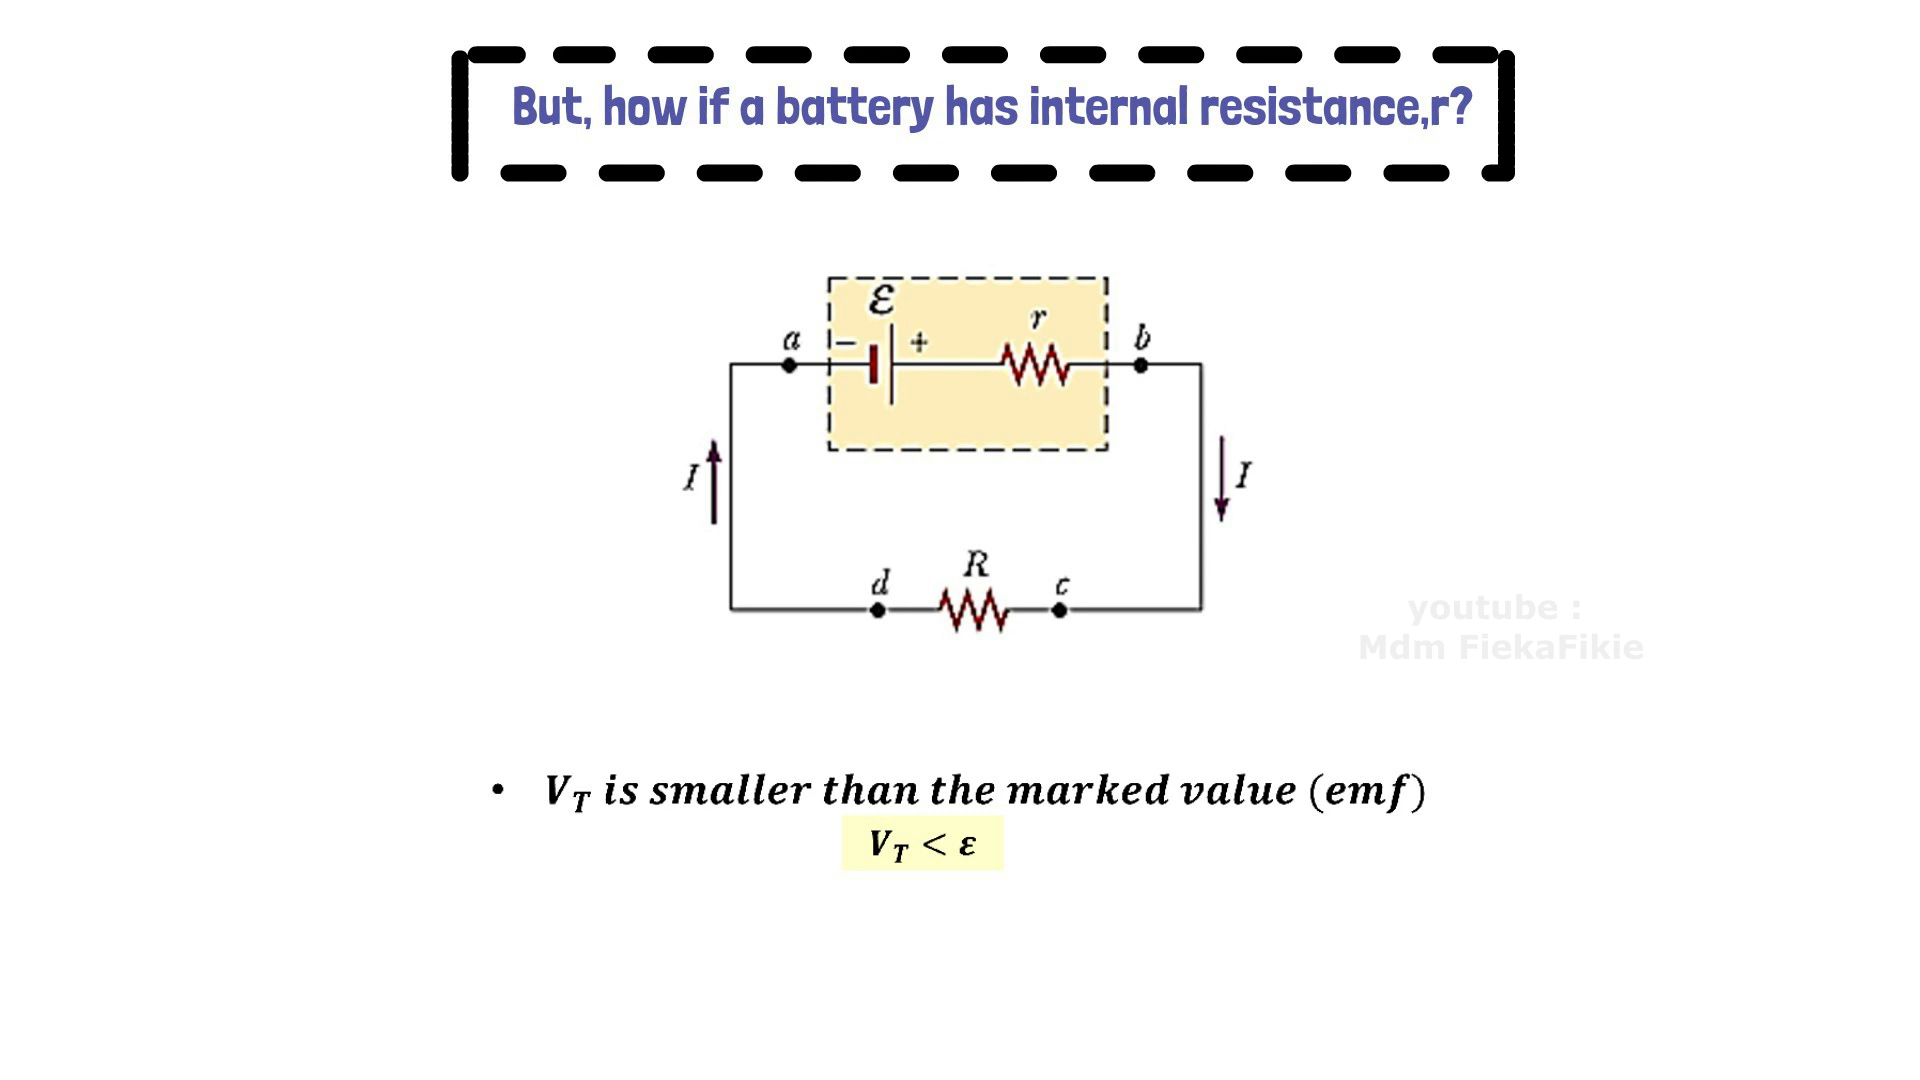 But, how if a battery has internal resistance,r?
ε
r
a
−
+
b
I
I
R
d
c
youtube :
Mdm FiekaFikie
• V_T is smaller than the marked value (emf)
V_T < ε